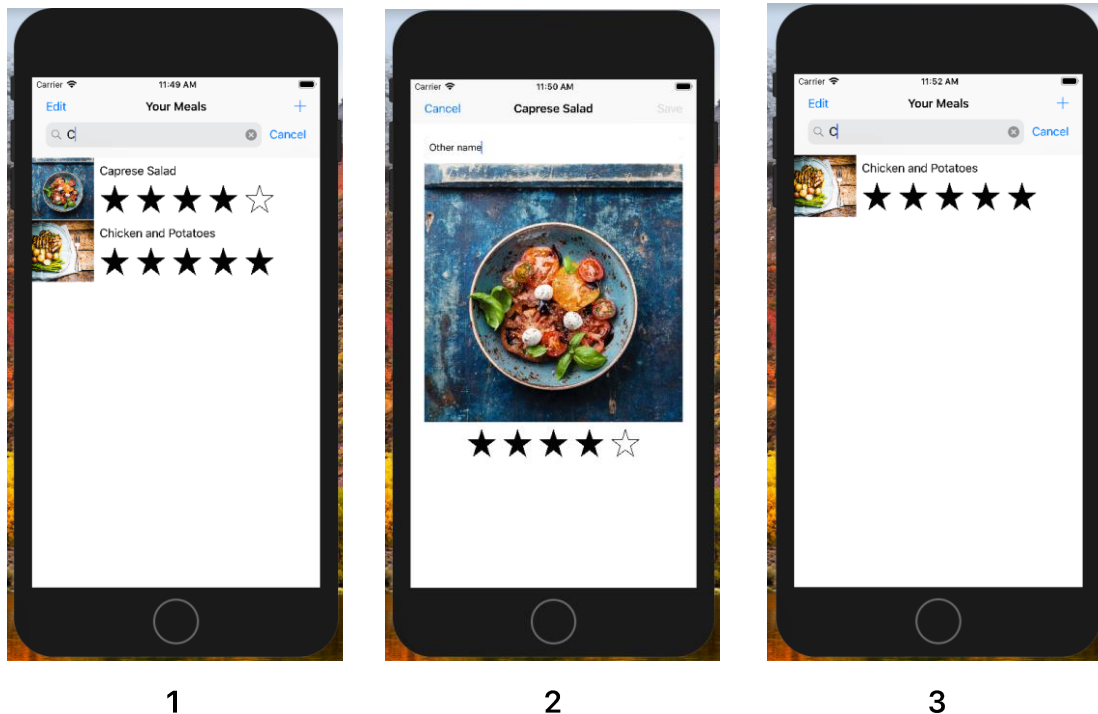 Carrier 11:49 AM
Edit Your Meals +
C Cancel
Caprese Salad
Chicken and Potatoes
1
Carrier 11:50 AM
Cancel Caprese Salad Save
Other name
2
Carrier 11:52 AM
Edit Your Meals +
C Cancel
Chicken and Potatoes
3